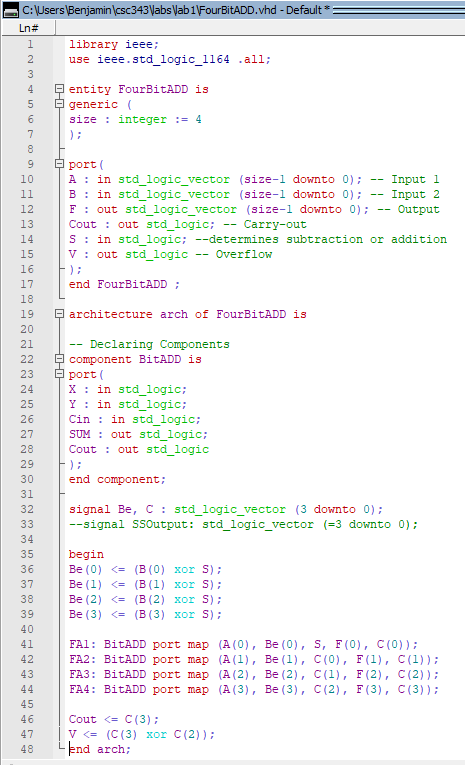 C:\Users\Benjamin\csc343\labs\lab1\FourBitADD.vhd - Default *
Ln#
1 library ieee;
2 use ieee.std_logic_1164 .all;
3
4 entity FourBitADD is
5 generic (
6 size : integer := 4
7 );
8
9 port(
10 A : in std_logic_vector (size-1 downto 0); -- Input 1
11 B : in std_logic_vector (size-1 downto 0); -- Input 2
12 F : out std_logic_vector (size-1 downto 0); -- Output
13 Cout : out std_logic; -- Carry-out
14 S : in std_logic; --determines subtraction or addition
15 V : out std_logic -- Overflow
16 );
17 end FourBitADD ;
18
19 architecture arch of FourBitADD is
20
21 -- Declaring Components
22 component BitADD is
23 port(
24 X : in std_logic;
25 Y : in std_logic;
26 Cin : in std_logic;
27 SUM : out std_logic;
28 Cout : out std_logic
29 );
30 end component;
31
32 signal Be, C : std_logic_vector (3 downto 0);
33 --signal SSOutput: std_logic_vector (=3 downto 0);
34
35 begin
36 Be(0) <= (B(0) xor S);
37 Be(1) <= (B(1) xor S);
38 Be(2) <= (B(2) xor S);
39 Be(3) <= (B(3) xor S);
40
41 FA1: BitADD port map (A(0), Be(0), S, F(0), C(0));
42 FA2: BitADD port map (A(1), Be(1), C(0), F(1), C(1));
43 FA3: BitADD port map (A(2), Be(2), C(1), F(2), C(2));
44 FA4: BitADD port map (A(3), Be(3), C(2), F(3), C(3));
45
46 Cout <= C(3);
47 V <= (C(3) xor C(2));
48 end arch;